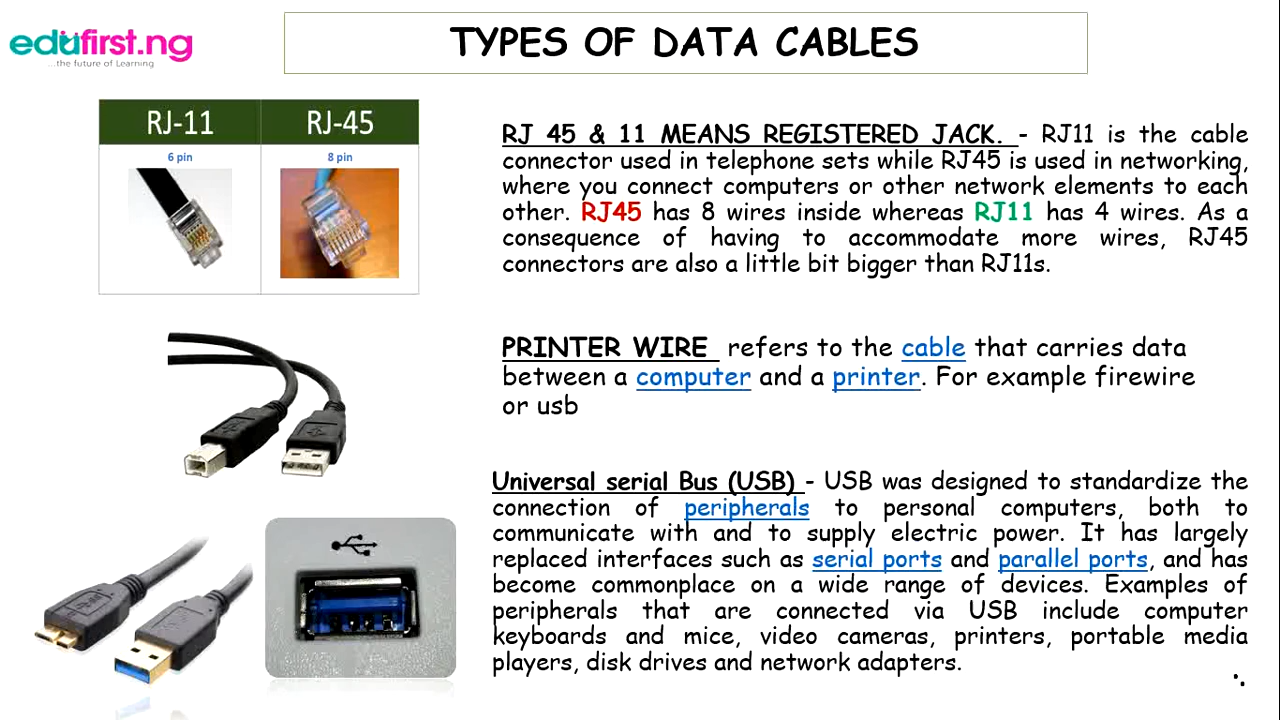 edufirst.ng
...the future of Learning
TYPES OF DATA CABLES
RJ-11 RJ-45
6 pin 8 pin
RJ 45 & 11 MEANS REGISTERED JACK. - RJ11 is the cable
connector used in telephone sets while RJ45 is used in networking,
where you connect computers or other network elements to each
other. RJ45 has 8 wires inside whereas RJ11 has 4 wires. As a
consequence of having to accommodate more wires, RJ45
connectors are also a little bit bigger than RJ11s.
PRINTER WIRE refers to the cable that carries data
between a computer and a printer. For example firewire
or usb
Universal serial Bus (USB) - USB was designed to standardize the
connection of peripherals to personal computers, both to
communicate with and to supply electric power. It has largely
replaced interfaces such as serial ports and parallel ports, and has
become commonplace on a wide range of devices. Examples of
peripherals that are connected via USB include computer
keyboards and mice, video cameras, printers, portable media
players, disk drives and network adapters.